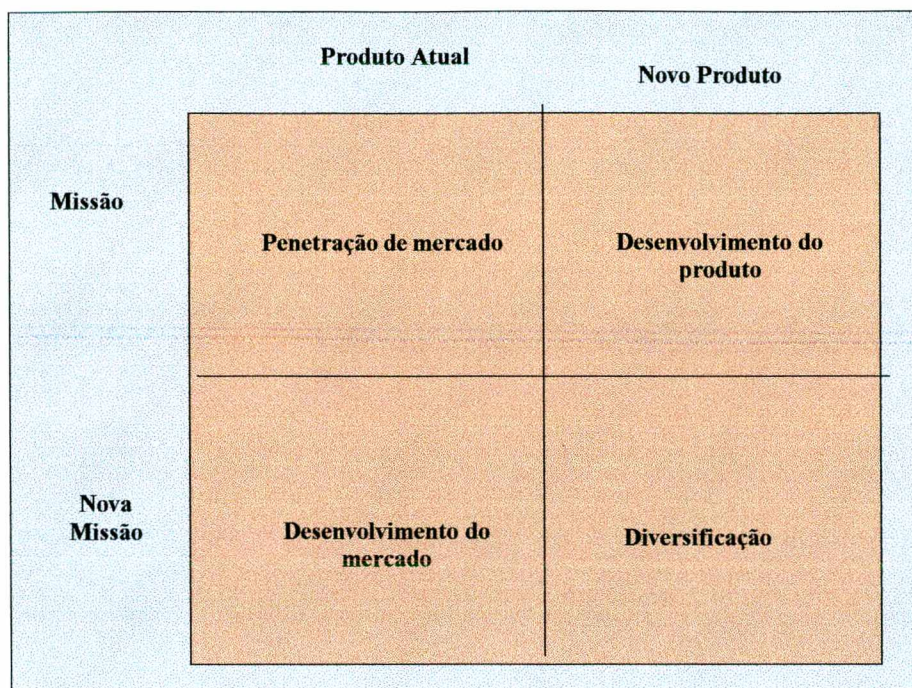 Produto Atual
Novo Produto
Missão
Penetração de mercado
Desenvolvimento do
produto
Nova
Missão
Desenvolvimento do
mercado
Diversificação